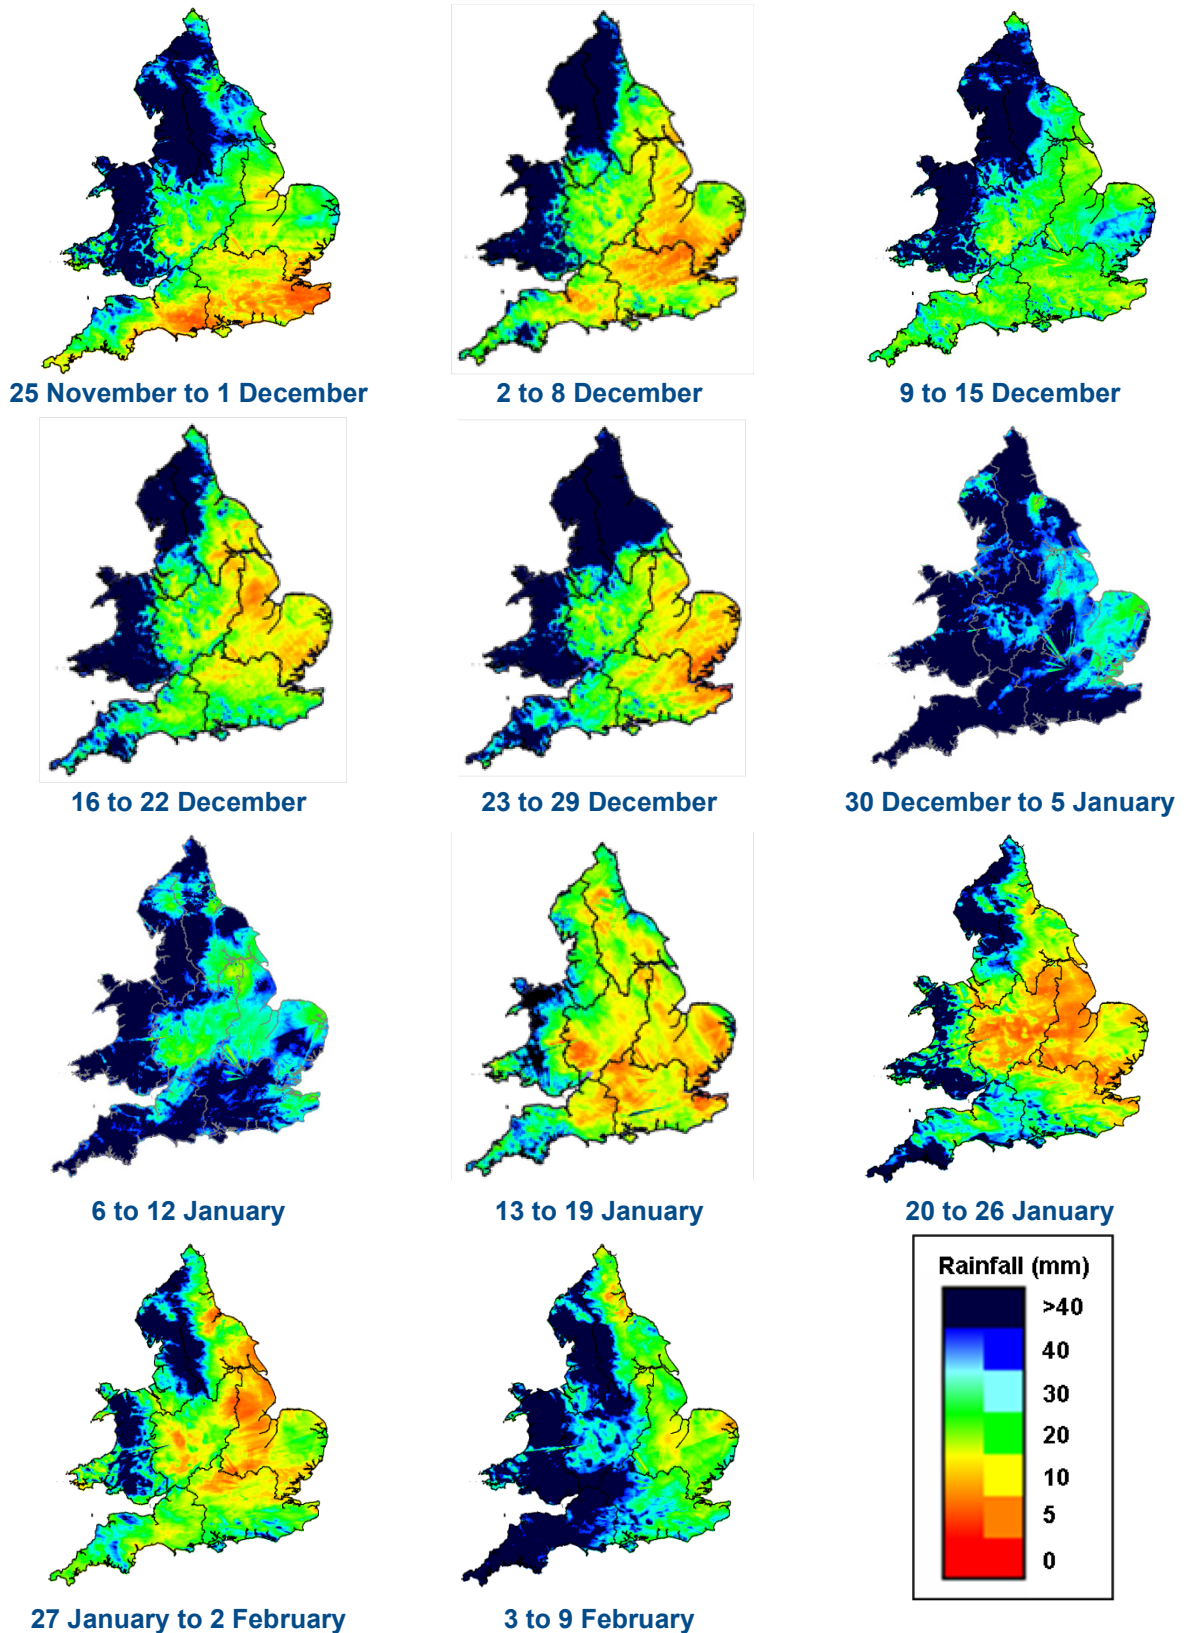 25 November to 1 December
2 to 8 December
9 to 15 December
16 to 22 December
23 to 29 December
30 December to 5 January
6 to 12 January
13 to 19 January
20 to 26 January
Rainfall (mm)
>40
40
30
20
10
5
0
27 January to 2 February
3 to 9 February